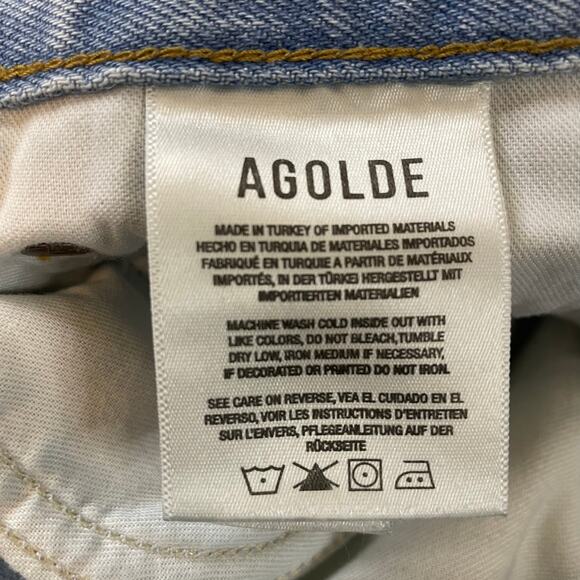 AGOLDE
MADE IN TURKEY OF IMPORTED MATERIALS
HECHO EN TURQUIA DE MATERIALES IMPORTADOS
FABRIQUÉ EN TURQUIE A PARTIR DE MATÉRIAUX
IMPORTÉS, IN DER TÜRKEI HERGESTELLT MIT
IMPORTIERTEN MATERIALIEN
MACHINE WASH COLD INSIDE OUT WITH
LIKE COLORS, DO NOT BLEACH, TUMBLE
DRY LOW, IRON MEDIUM IF NECESSARY,
IF DECORATED OR PRINTED DO NOT IRON.
SEE CARE ON REVERSE, VEA EL CUIDADO EN EL
REVERSO, VOIR LES INSTRUCTIONS D'ENTRETIEN
SUR L'ENVERS, PFLEGEANLEITUNG AUF DER
RÜCKSEITE